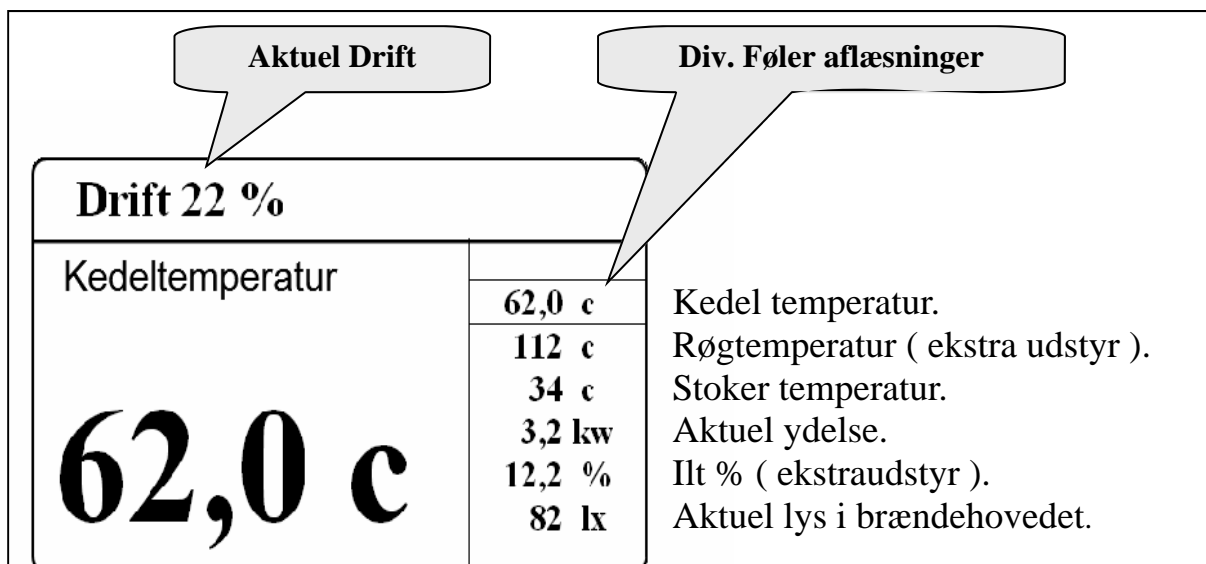 Aktuel Drift
Div. Føler aflæsninger
Drift 22 %
Kedeltemperatur
62,0 c
62,0 c Kedel temperatur.
112 c Røgtemperatur ( ekstra udstyr ).
34 c Stoker temperatur.
3,2 kw Aktuel ydelse.
12,2 % Ilt % ( ekstraudstyr ).
82 lx Aktuel lys i brændehovedet.